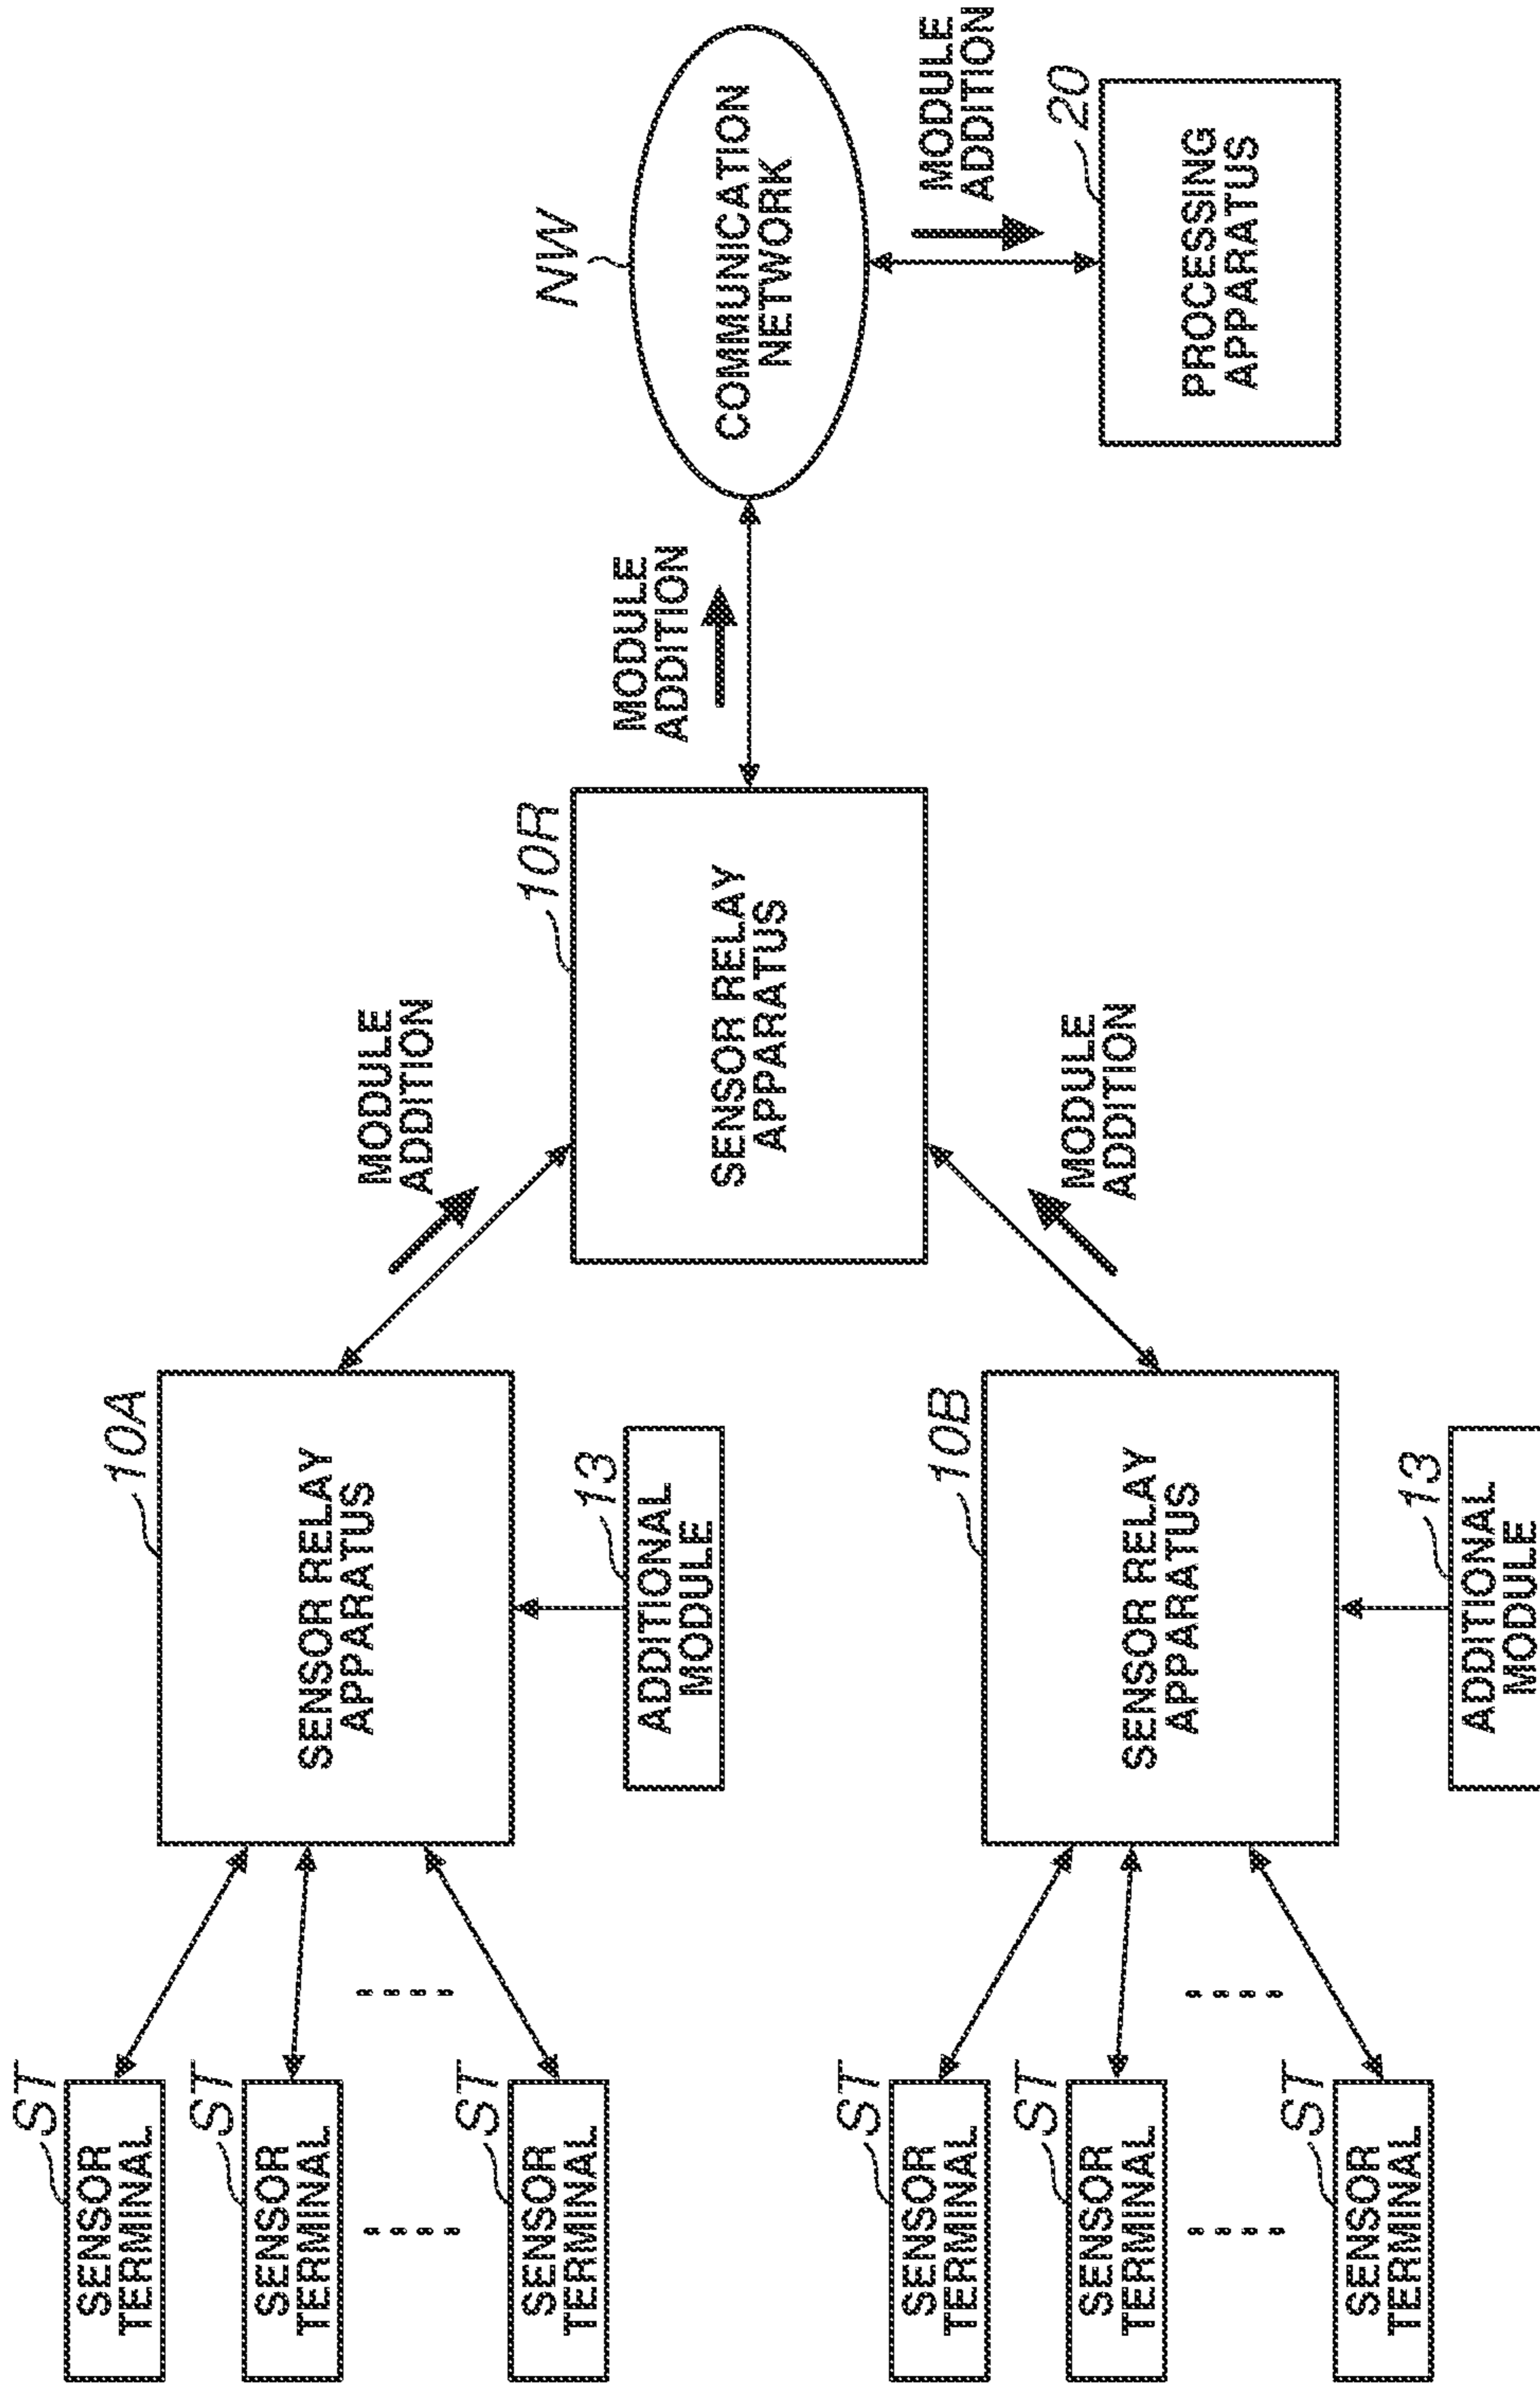 ST
SENSOR
TERMINAL
ST
SENSOR
TERMINAL
ST
SENSOR
TERMINAL
10A
SENSOR RELAY
APPARATUS
13
ADDITIONAL
MODULE
MODULE
ADDITION
10R
SENSOR RELAY
APPARATUS
MODULE
ADDITION
NW
COMMUNICATION
NETWORK
MODULE
ADDITION
20
PROCESSING
APPARATUS
ST
SENSOR
TERMINAL
ST
SENSOR
TERMINAL
ST
SENSOR
TERMINAL
10B
SENSOR RELAY
APPARATUS
13
ADDITIONAL
MODULE
MODULE
ADDITION